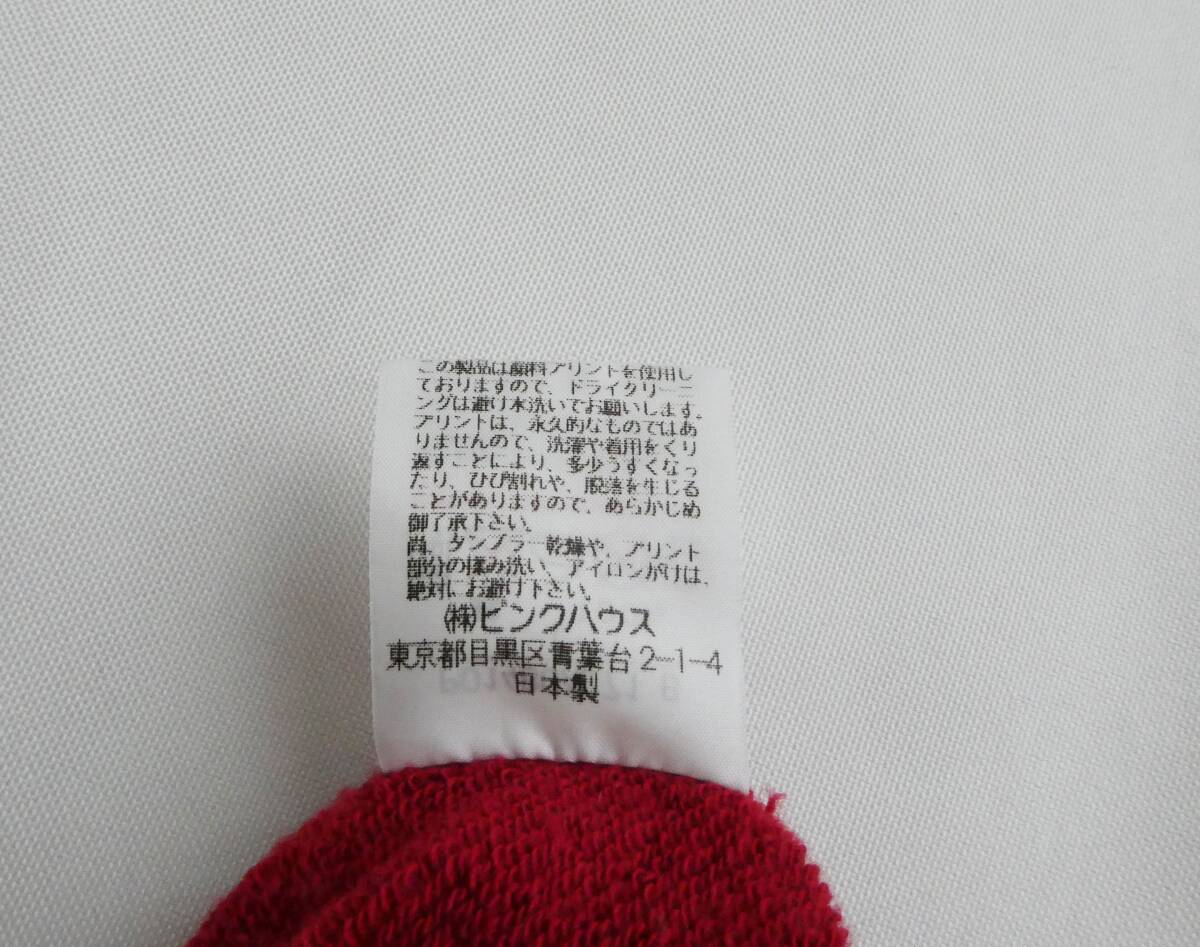 この製品は顔料プリントを使用し
ておりますので、ドライクリーニ
ングは避け水洗いでお願いします。
プリントは、永久的なものではあ
りませんので、洗濯や着用をくり
返すことにより、多少うすくなっ
たり、ひび割れや、脱落を生じる
ことがありますので、あらかじめ
御了承下さい。
尚、タンブラー乾燥や、プリント
部分の揉み洗い、アイロンがけは、
絶対にお避け下さい。
㈱ピンクハウス
東京都目黒区青葉台2-1-4
日本製